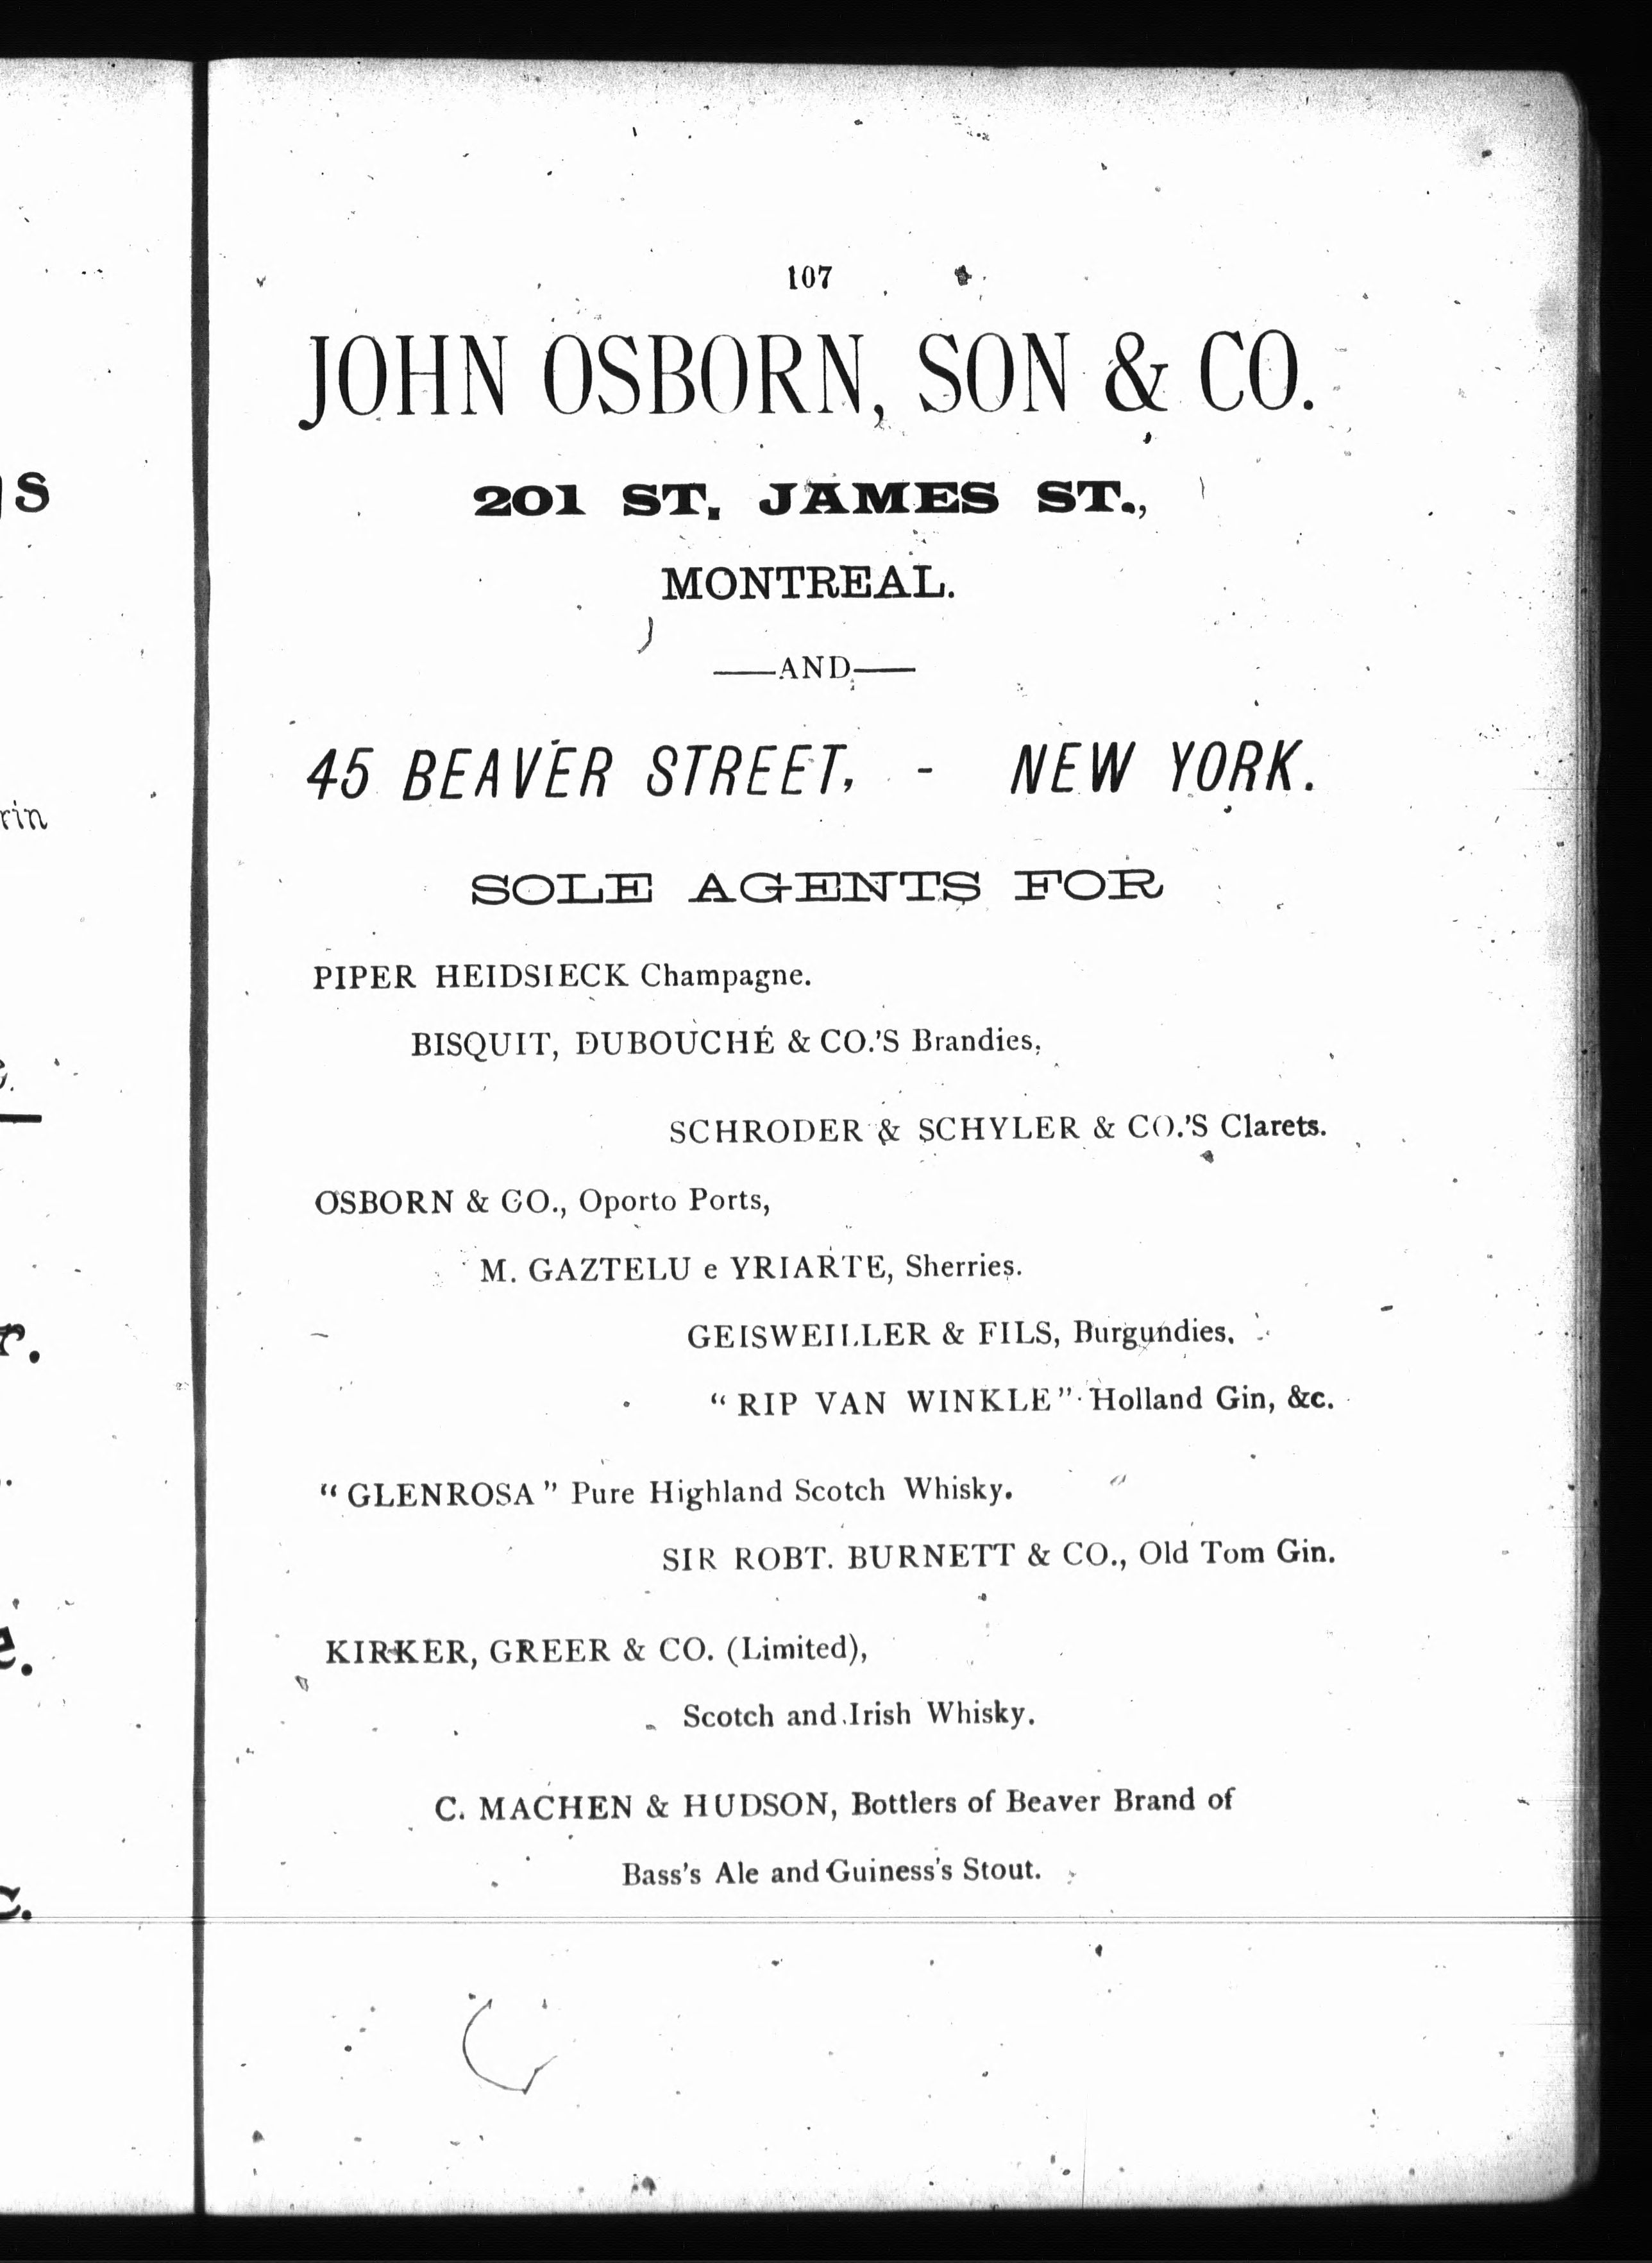 107
JOHN OSBORN, SON & CO.
201 ST. JAMES ST.,
MONTREAL.
——AND——
45 BEAVER STREET, - NEW YORK.
SOLE AGENTS FOR
PIPER HEIDSIECK Champagne.
BISQUIT, DUBOUCHÉ & CO.'S Brandies,
SCHRODER & SCHYLER & CO.'S Clarets.
OSBORN & CO., Oporto Ports,
M. GAZTELU e YRIARTE, Sherries.
GEISWEILLER & FILS, Burgundies.
“RIP VAN WINKLE” Holland Gin, &c.
“GLENROSA” Pure Highland Scotch Whisky.
SIR ROBT. BURNETT & CO., Old Tom Gin.
KIRKER, GREER & CO. (Limited),
Scotch and Irish Whisky.
C. MACHEN & HUDSON, Bottlers of Beaver Brand of
Bass's Ale and Guiness's Stout.